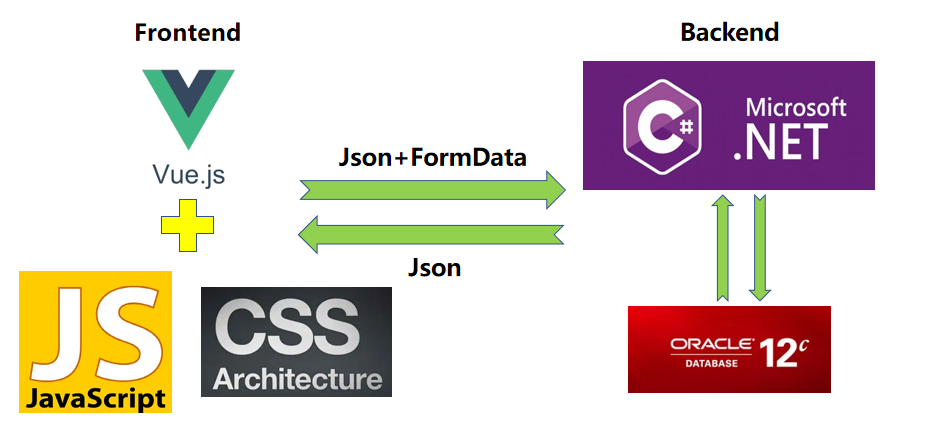 Frontend
Backend
Vue.js
Json+FormData
C#
Microsoft
.NET
Json
JS
JavaScript
CSS
Architecture
ORACLE®
DATABASE
12c